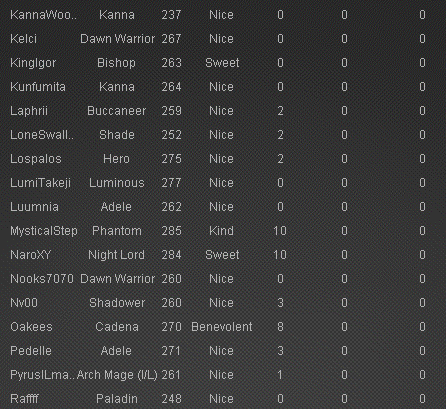 KannaWoo.. Kanna 237 Nice 0 0 0
Kelci Dawn Warrior 267 Nice 0 0 0
KingIgor Bishop 263 Sweet 0 0 0
Kunfumita Kanna 264 Nice 0 0 0
Laphrii Buccaneer 259 Nice 2 0 0
LoneSwall.. Shade 252 Nice 2 0 0
Lospalos Hero 275 Nice 2 0 0
LumiTakeji Luminous 277 Nice 0 0 0
Luumnia Adele 262 Nice 0 0 0
MysticalStep Phantom 285 Kind 10 0 0
NaroXY Night Lord 284 Sweet 10 0 0
Nooks7070 Dawn Warrior 260 Nice 0 0 0
Nv00 Shadower 260 Nice 3 0 0
Oakees Cadena 270 Benevolent 8 0 0
Pedelle Adele 271 Nice 3 0 0
PyrusILma.. Arch Mage (I/L) 261 Nice 1 0 0
Raffff Paladin 248 Nice 0 0 0